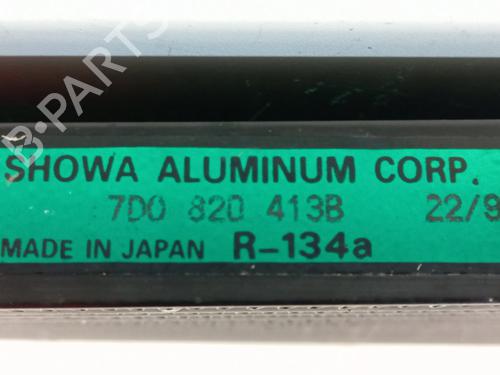 B-PARTS
SHOWA ALUMINUM CORP.
7D0 820 413B 22/9
MADE IN JAPAN R-134a